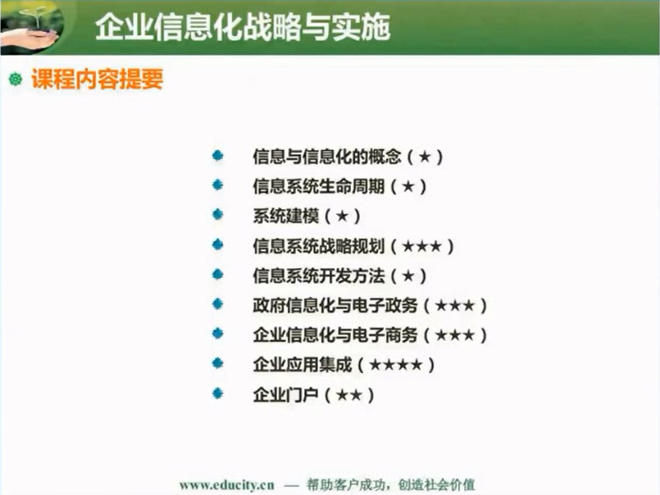 企业信息化战略与实施
课程内容提要
信息与信息化的概念（★）
信息系统生命周期（★）
系统建模（★）
信息系统战略规划（★★★）
信息系统开发方法（★）
政府信息化与电子政务（★★★）
企业信息化与电子商务（★★★）
企业应用集成（★★★★）
企业门户（★★）
www.educity.cn — 帮助客户成功，创造社会价值